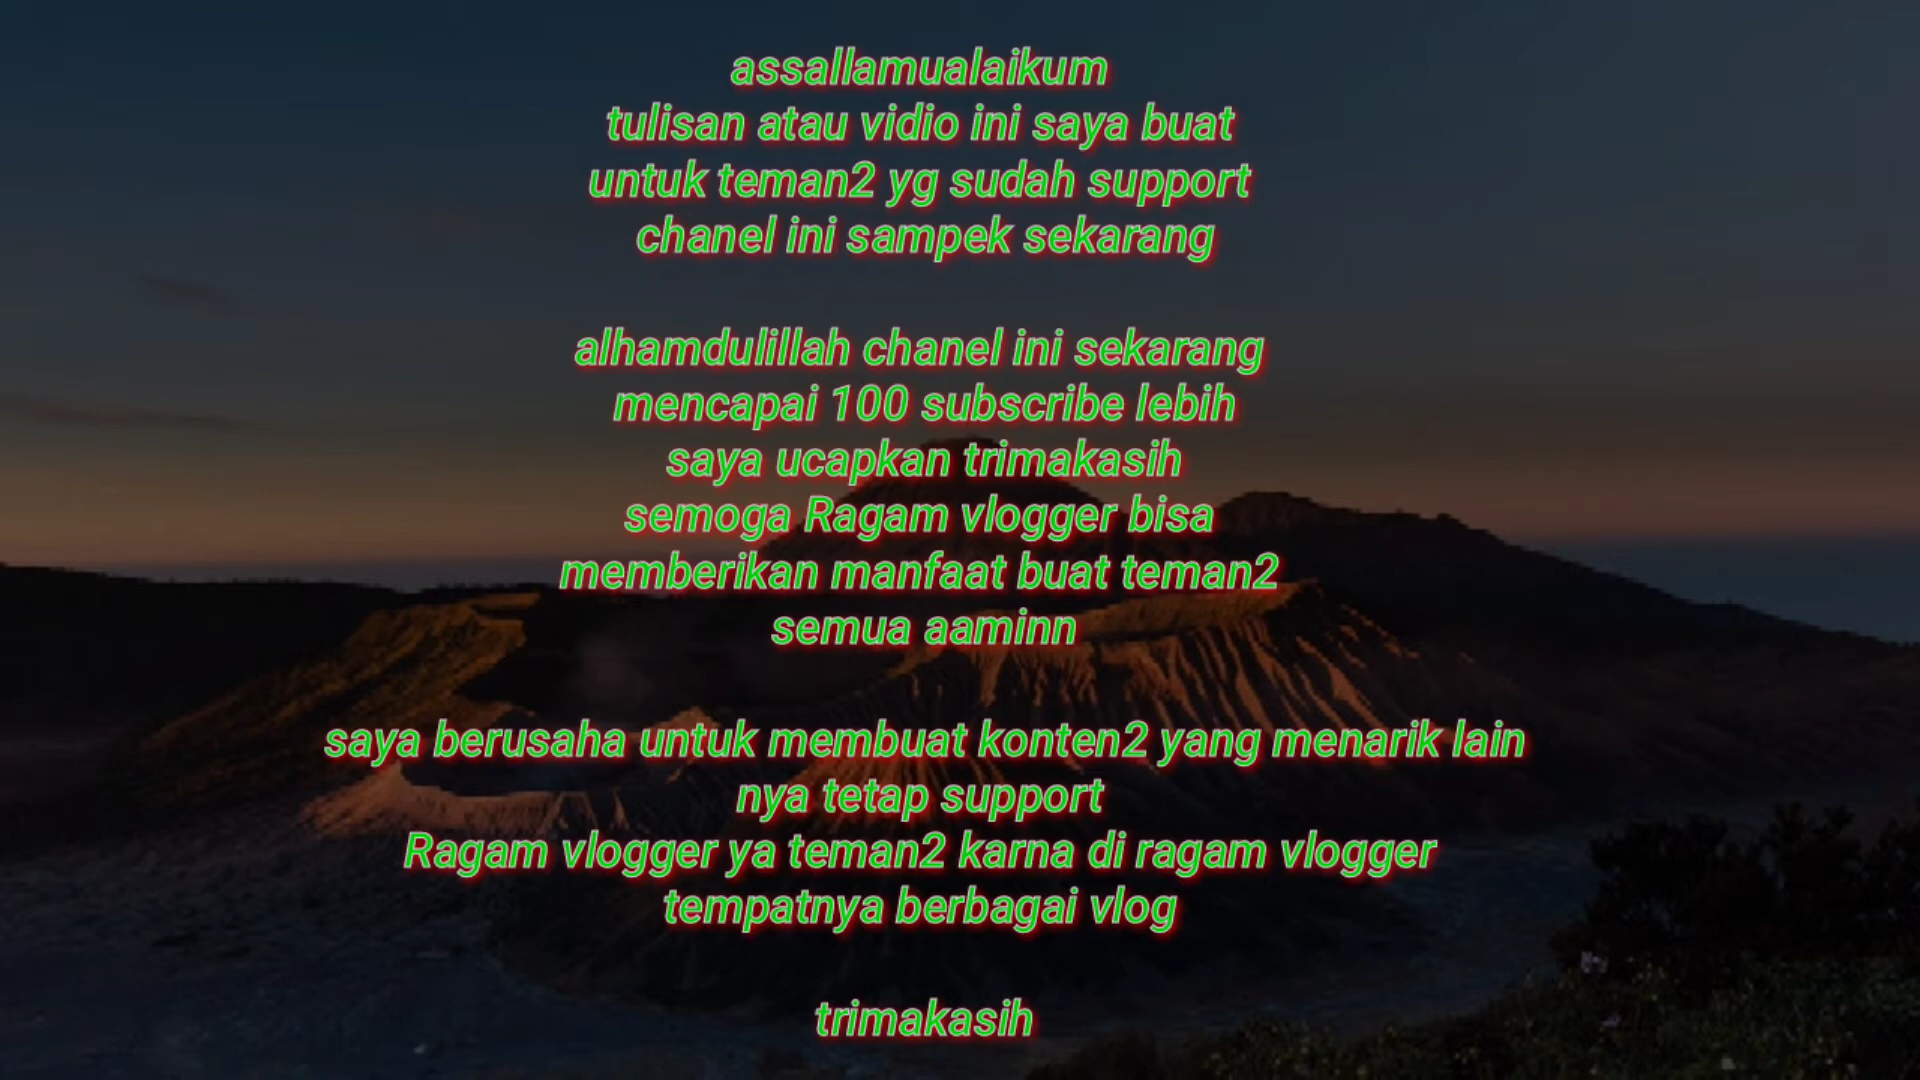 assallamualaikum
tulisan atau vidio ini saya buat
untuk teman2 yg sudah support
chanel ini sampek sekarang
alhamdulillah chanel ini sekarang
mencapai 100 subscribe lebih
saya ucapkan trimakasih
semoga Ragam vlogger bisa
memberikan manfaat buat teman2
semua aaminn
saya berusaha untuk membuat konten2 yang menarik lain
nya tetap support
Ragam vlogger ya teman2 karna di ragam vlogger
tempatnya berbagai vlog
trimakasih